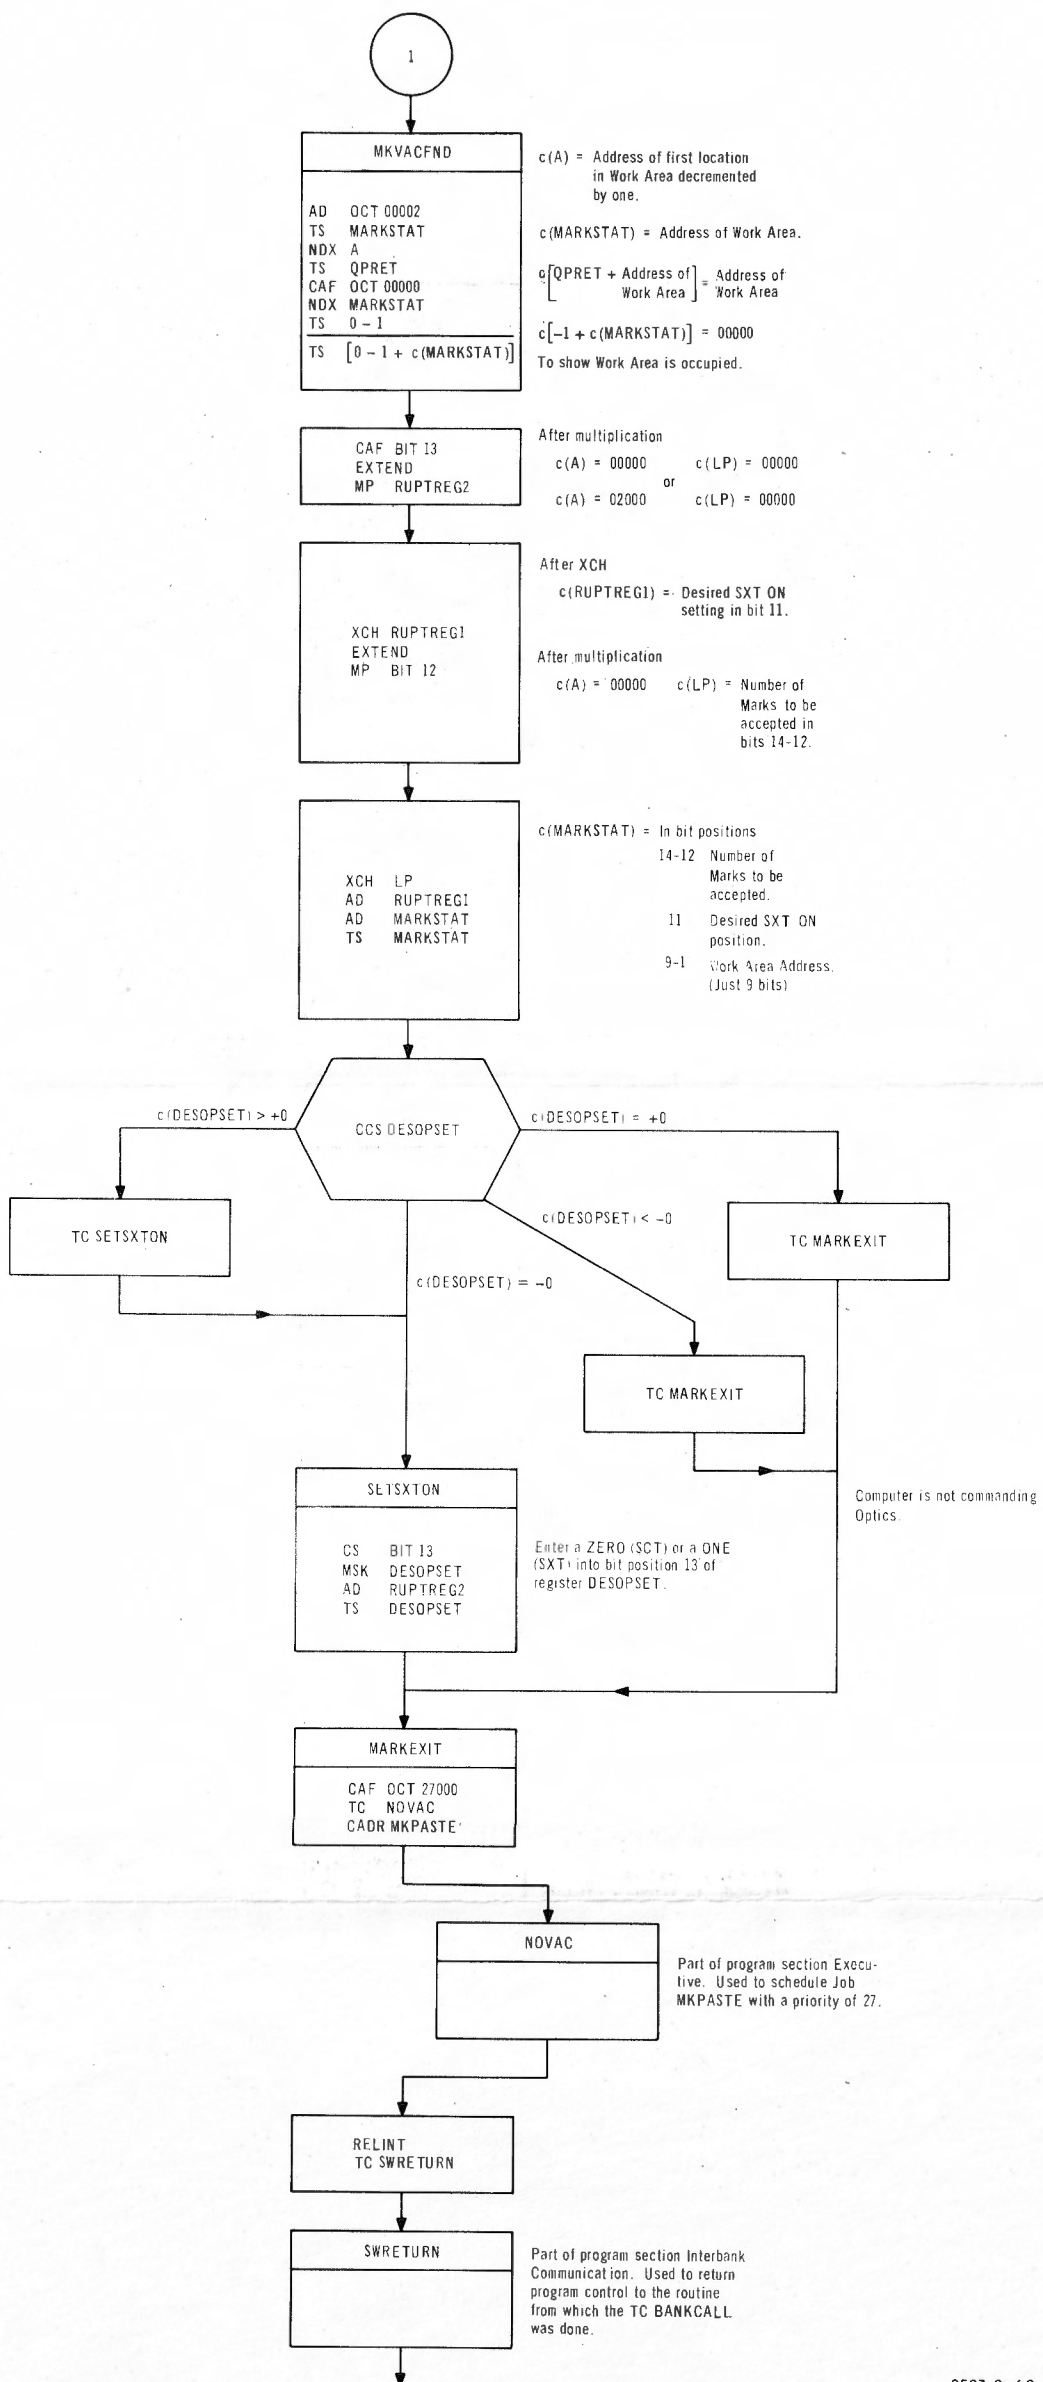 1
MKVACFND
AD OCT 00002
TS MARKSTAT
NDX A
TS QPRET
CAF OCT 00000
NDX MARKSTAT
TS 0 - 1
TS [0 - 1 + c(MARKSTAT)]
c(A) = Address of first location
in Work Area decremented
by one.
c(MARKSTAT) = Address of Work Area.
c[QPRET + Address of Work Area] = Address of Work Area
c[-1 + c(MARKSTAT)] = 00000
To show Work Area is occupied.
CAF BIT 13
EXTEND
MP RUPTREG2
After multiplication
c(A) = 00000 c(LP) = 00000
or
c(A) = 02000 c(LP) = 00000
XCH RUPTREG1
EXTEND
MP BIT 12
After XCH
c(RUPTREG1) = Desired SXT ON
setting in bit 11.
After multiplication
c(A) = 00000 c(LP) = Number of
Marks to be
accepted in
bits 14-12.
XCH LP
AD RUPTREG1
AD MARKSTAT
TS MARKSTAT
c(MARKSTAT) = In bit positions
14-12 Number of
Marks to be
accepted.
11 Desired SXT ON
position.
9-1 Work Area Address.
(Just 9 bits)
CCS DESOPSET
c(DESOPSET) > +0
c(DESOPSET) = +0
TC SETSXTON
c(DESOPSET) < -0
TC MARKEXIT
c(DESOPSET) = -0
TC MARKEXIT
SETSXTON
CS BIT 13
MSK DESOPSET
AD RUPTREG2
TS DESOPSET
Enter a ZERO (SCT) or a ONE
(SXT) into bit position 13 of
register DESOPSET.
Computer is not commanding
Optics.
MARKEXIT
CAF OCT 27000
TC NOVAC
CADR MKPASTE
NOVAC
Part of program section Execu-
tive. Used to schedule Job
MKPASTE with a priority of 27.
RELINT
TC SWRETURN
SWRETURN
Part of program section Interbank
Communication. Used to return
program control to the routine
from which the TC BANKCALL
was done.